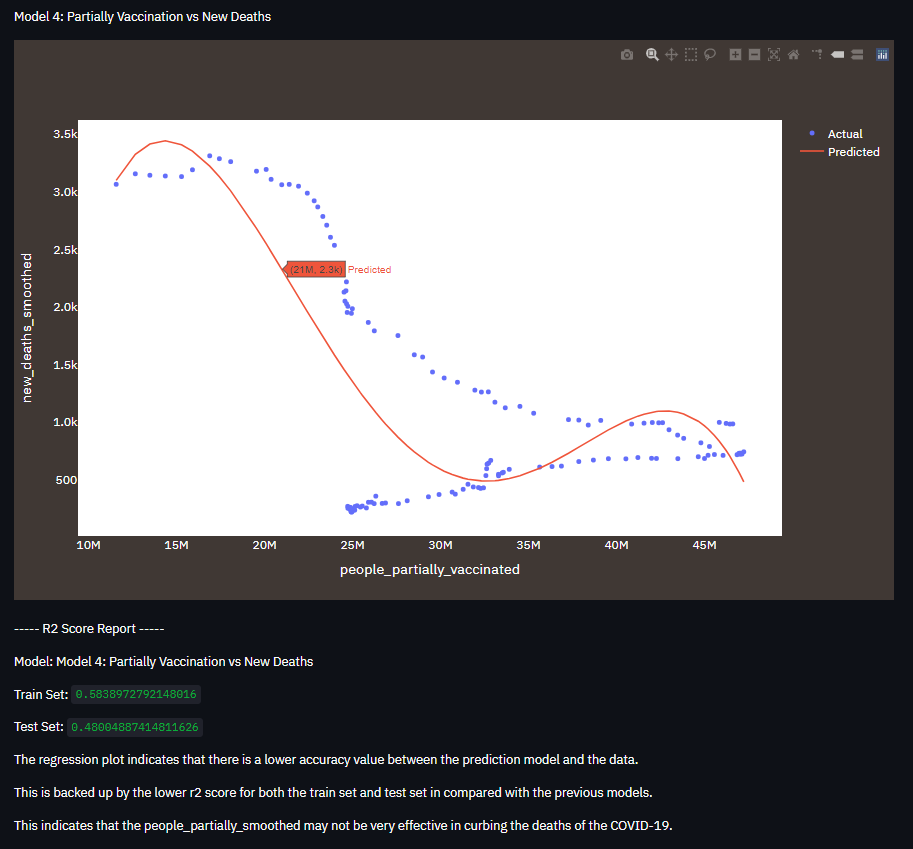 Model 4: Partially Vaccination vs New Deaths
3.5k
3.0k
2.5k
2.0k
1.5k
1.0k
500
new_deaths_smoothed
(21M, 2.3k) Predicted
Actual
Predicted
10M 15M 20M 25M 30M 35M 40M 45M
people_partially_vaccinated
----- R2 Score Report -----
Model: Model 4: Partially Vaccination vs New Deaths
Train Set: 0.5838972792148016
Test Set: 0.48004887414811626
The regression plot indicates that there is a lower accuracy value between the prediction model and the data.
This is backed up by the lower r2 score for both the train set and test set in compared with the previous models.
This indicates that the people_partially_smoothed may not be very effective in curbing the deaths of the COVID-19.